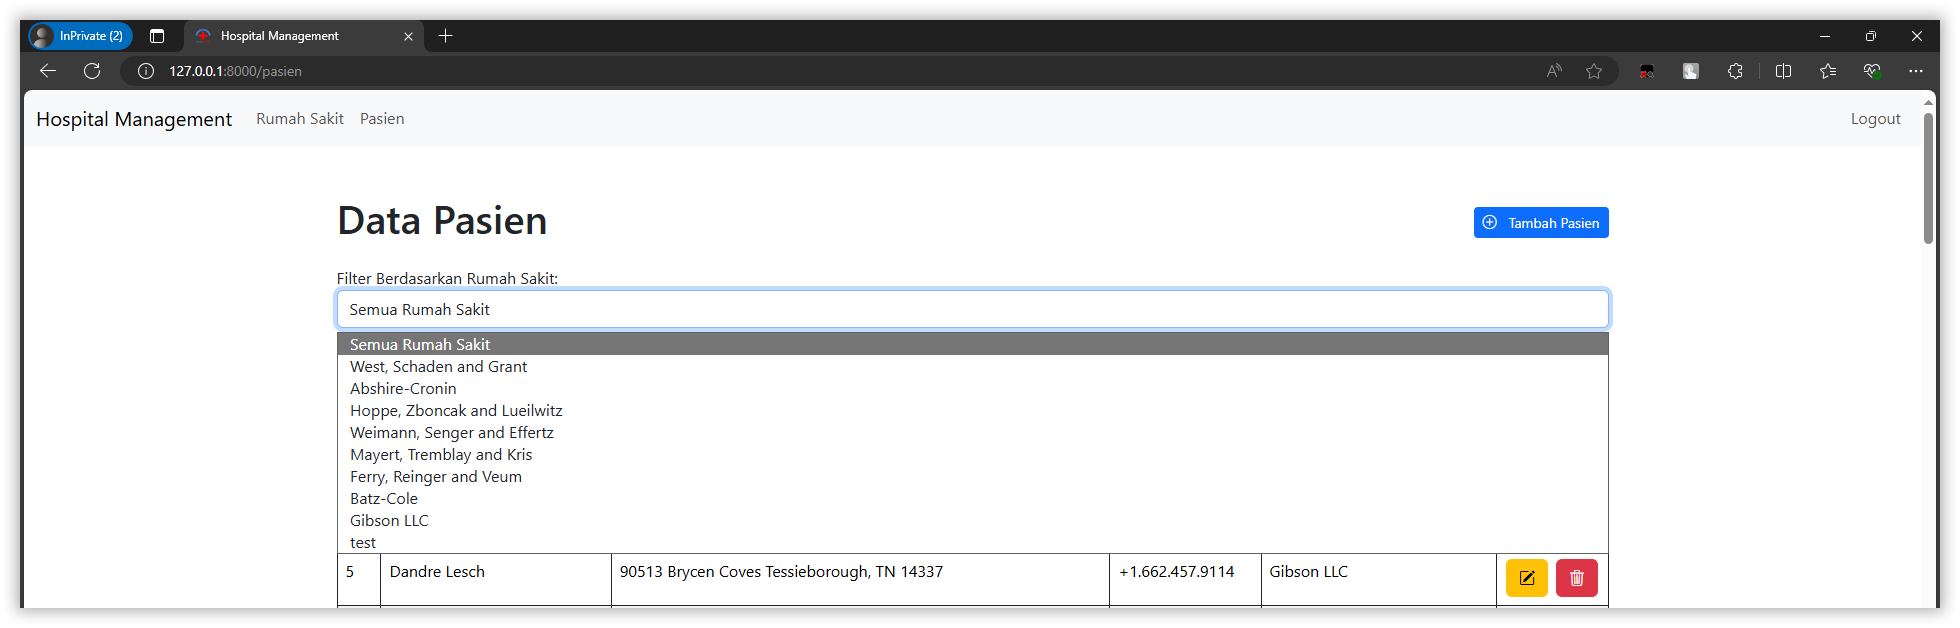 InPrivate (2)
Hospital Management
127.0.0.1:8000/pasien
Hospital Management Rumah Sakit Pasien Logout
Data Pasien
Tambah Pasien
Filter Berdasarkan Rumah Sakit:
Semua Rumah Sakit
Semua Rumah Sakit
West, Schaden and Grant
Abshire-Cronin
Hoppe, Zboncak and Lueilwitz
Weimann, Senger and Effertz
Mayert, Tremblay and Kris
Ferry, Reinger and Veum
Batz-Cole
Gibson LLC
test
5 Dandre Lesch 90513 Brycen Coves Tessieborough, TN 14337 +1.662.457.9114 Gibson LLC